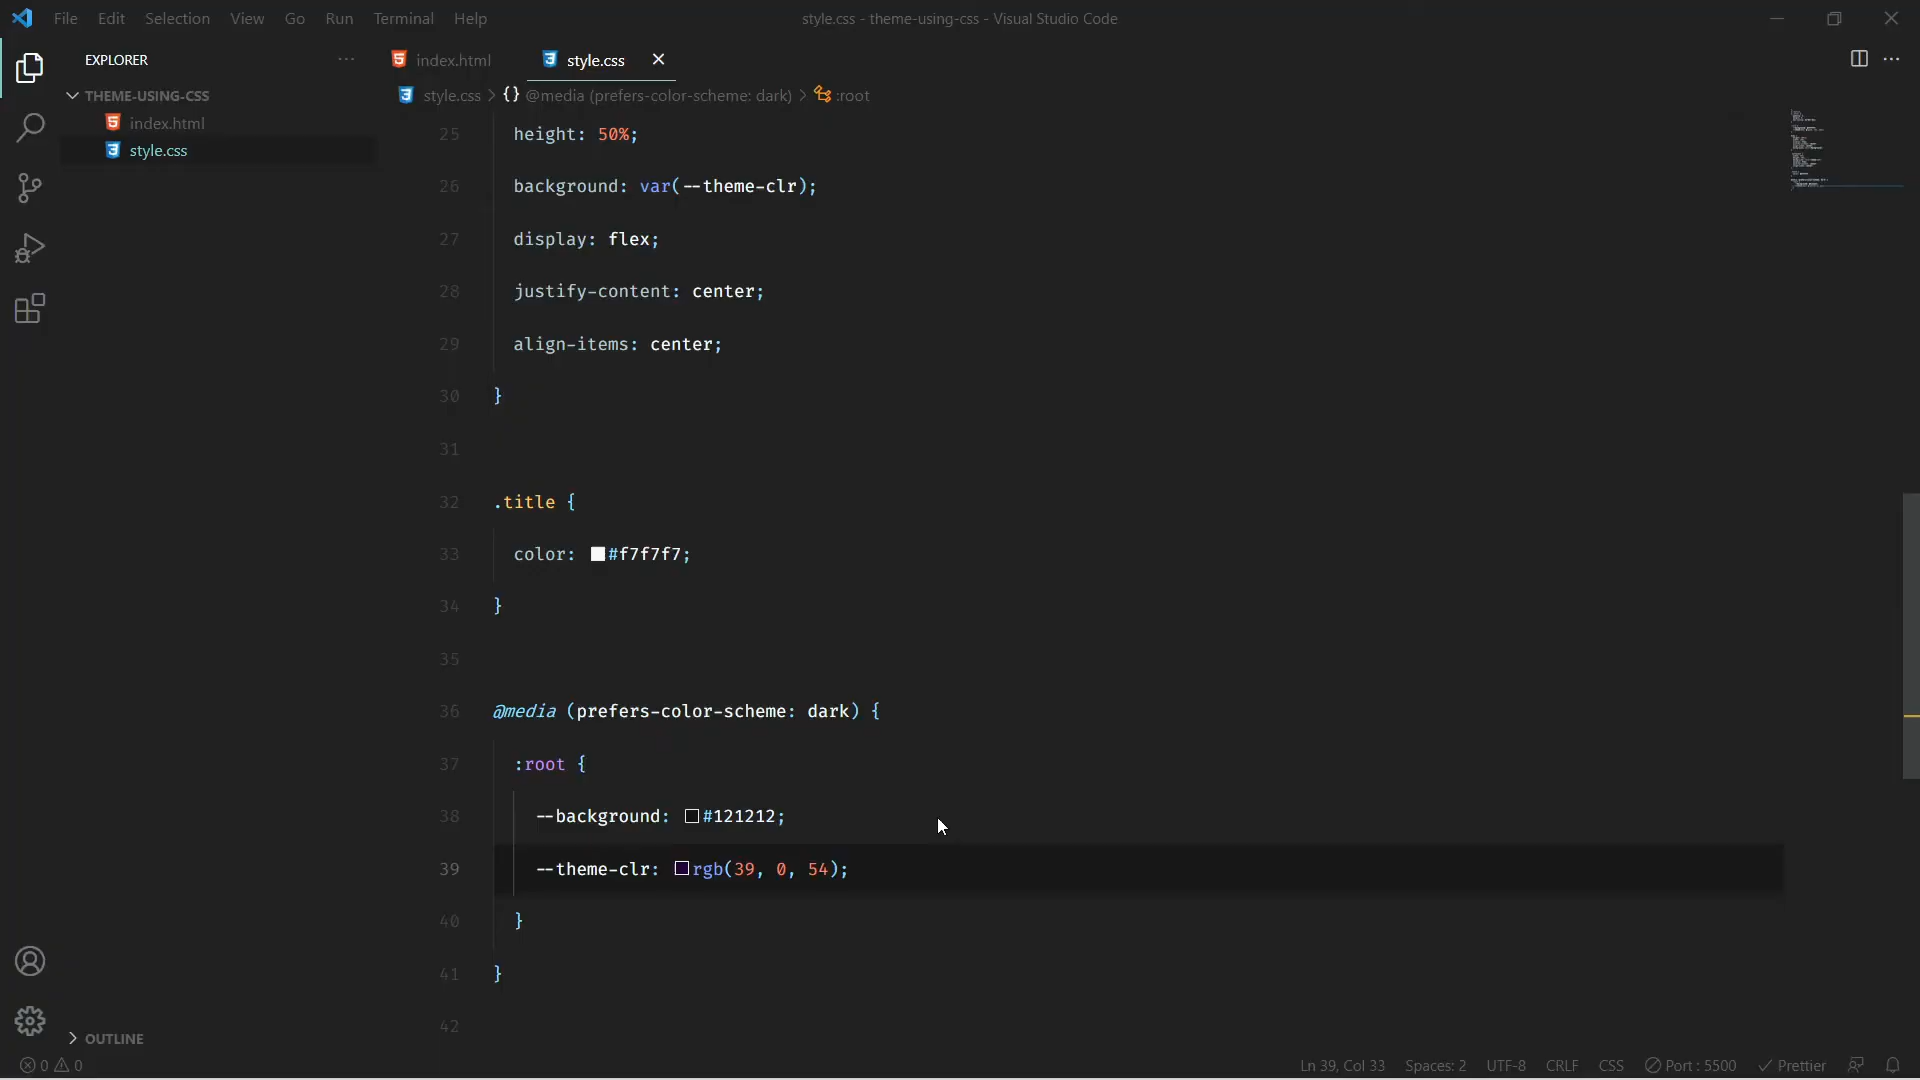 File Edit Selection View Go Run Terminal Help
style.css - theme-using-css - Visual Studio Code
EXPLORER
THEME-USING-CSS
index.html
style.css
OUTLINE
index.html
style.css
style.css > {} @media (prefers-color-scheme: dark) > :root
25 height: 50%;
26 background: var(--theme-clr);
27 display: flex;
28 justify-content: center;
29 align-items: center;
30 }
31
32 .title {
33 color: #f7f7f7;
34 }
35
36 @media (prefers-color-scheme: dark) {
37 :root {
38 --background: #121212;
39 --theme-clr: rgb(39, 0, 54);
40 }
41 }
42
0 0
Ln 39, Col 33 Spaces: 2 UTF-8 CRLF CSS Port : 5500 Prettier